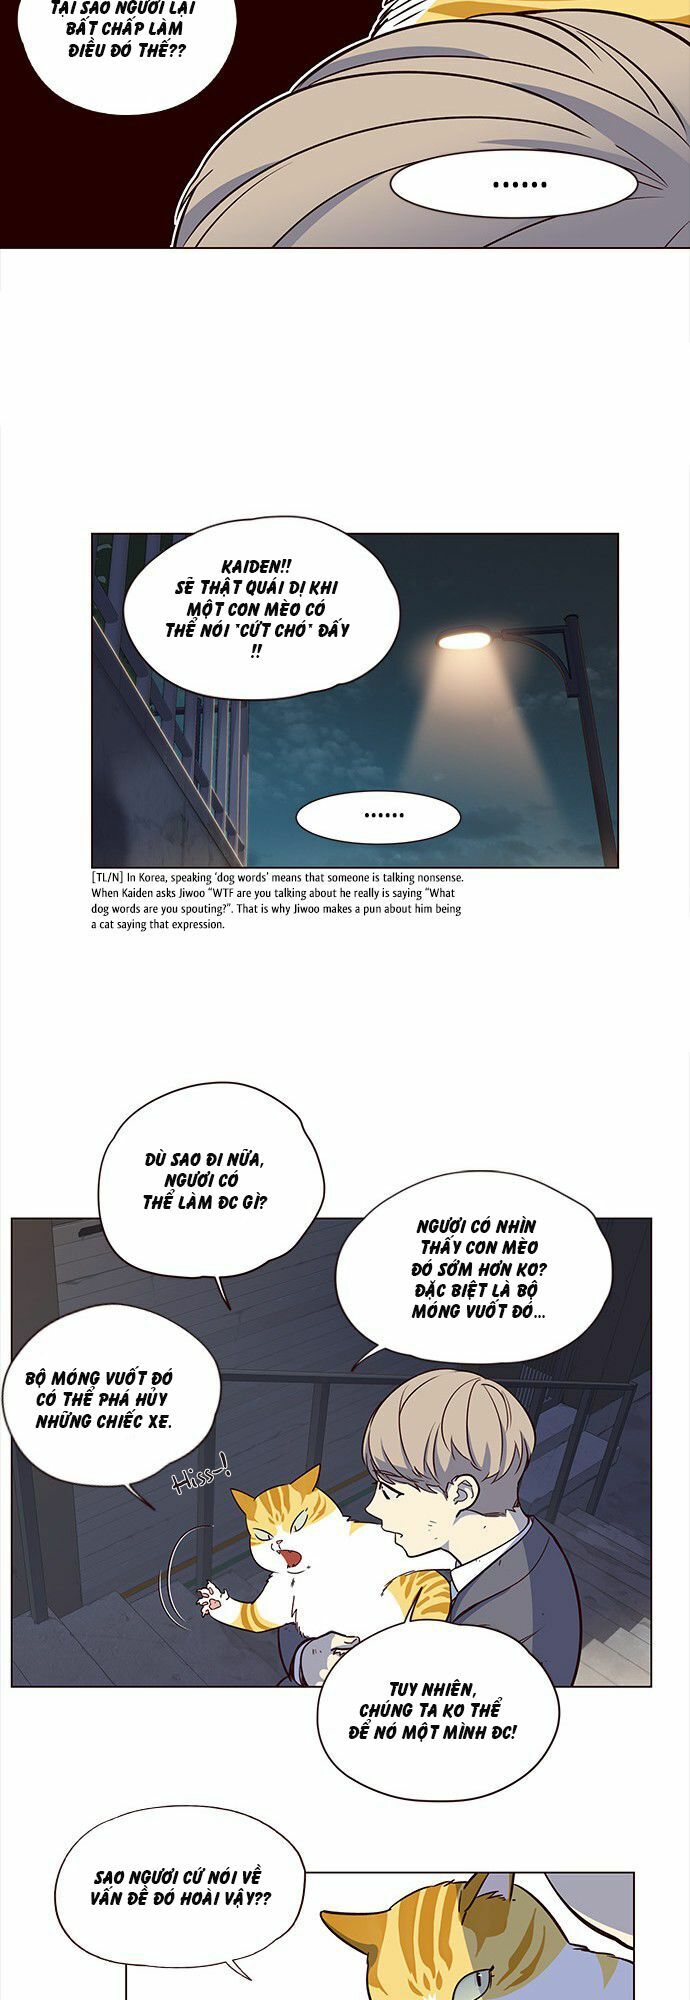 TẠI SAO NGƯƠI LẠI
BẤT CHẤP LÀM
ĐIỀU ĐÓ THẾ??
......
KAIDEN!!
SẼ THẬT QUÁI DỊ KHI
MỘT CON MÈO CÓ
THỂ NÓI "CỨT CHÓ" ĐẤY
!!
......
[TL/N] In Korea, speaking 'dog words' means that someone is talking nonsense.
When Kaiden asks Jiwoo "WTF are you talking about he really is saying "What
dog words are you spouting?". That is why Jiwoo makes a pun about him being
a cat saying that expression.
DÙ SAO ĐI NỮA,
NGƯƠI CÓ
THỂ LÀM ĐC GÌ?
NGƯƠI CÓ NHÌN
THẤY CON MÈO
ĐÓ SỚM HƠN KO?
ĐẶC BIỆT LÀ BỘ
MÓNG VUỐT ĐÓ...
BỘ MÓNG VUỐT ĐÓ
CÓ THỂ PHÁ HỦY
NHỮNG CHIẾC XE.
Hiss~!
TUY NHIÊN,
CHÚNG TA KO THỂ
ĐỂ NÓ MỘT MÌNH ĐC!
SAO NGƯƠI CỨ NÓI VỀ
VẤN ĐỀ ĐÓ HOÀI VẬY??